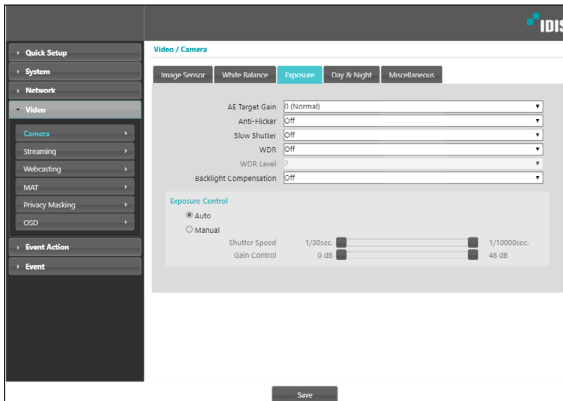 IDIS
Quick Setup
System
Network
Video
Camera
Streaming
Webcasting
MAT
Privacy Masking
OSD
Event Action
Event
Video / Camera
Image Sensor White Balance Exposure Day & Night Miscellaneous
AE Target Gain 0 (Normal)
Anti-Flicker Off
Slow Shutter Off
WDR Off
WDR Level 2
Backlight Compensation Off
Exposure Control
Auto
Manual
Shutter Speed 1/30sec. 1/10000sec.
Gain Control 0 dB 48 dB
Save